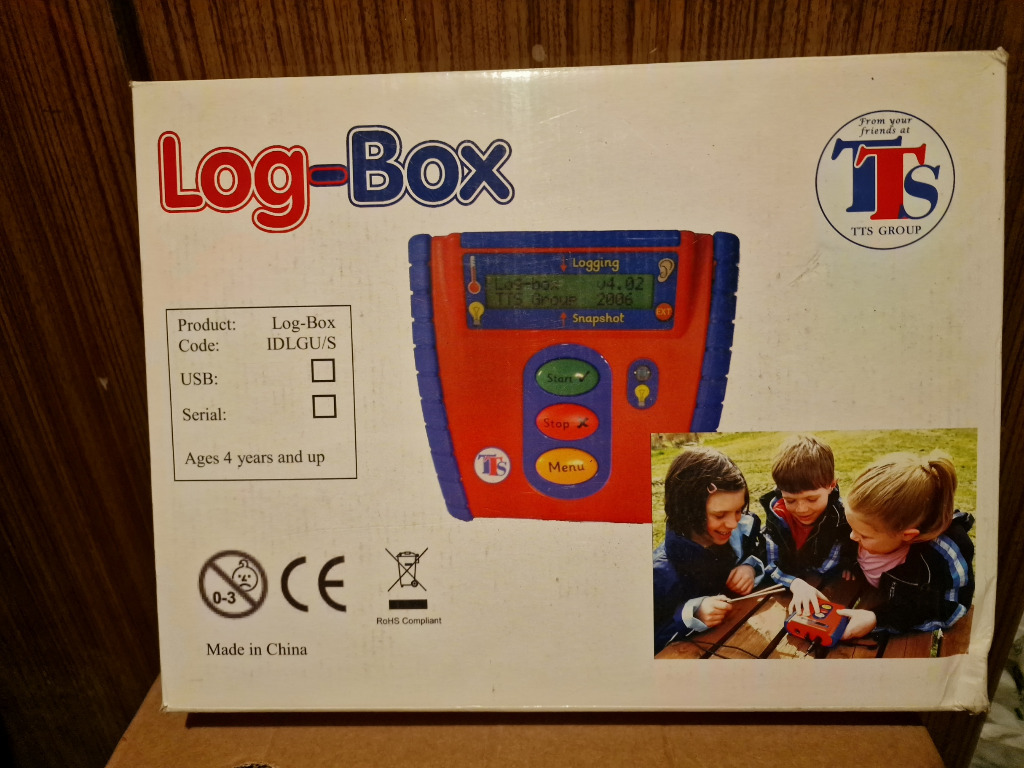 Log-Box
From your
friends at
TTS
TTS GROUP
Logging
Log-box v4.02
TTS Group 2006
EXT
Snapshot
Start
Stop
Menu
TTS
Product: Log-Box
Code: IDLGU/S
USB:
Serial:
Ages 4 years and up
0-3
CE
RoHS Compliant
Made in China